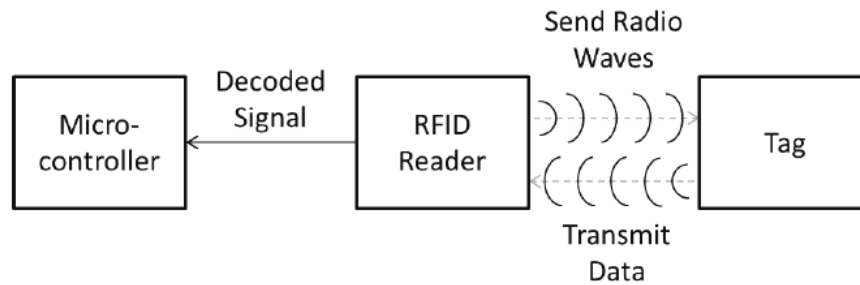 Send Radio
Waves
Decoded
Signal
Micro-
controller
RFID
Reader
Tag
Transmit
Data